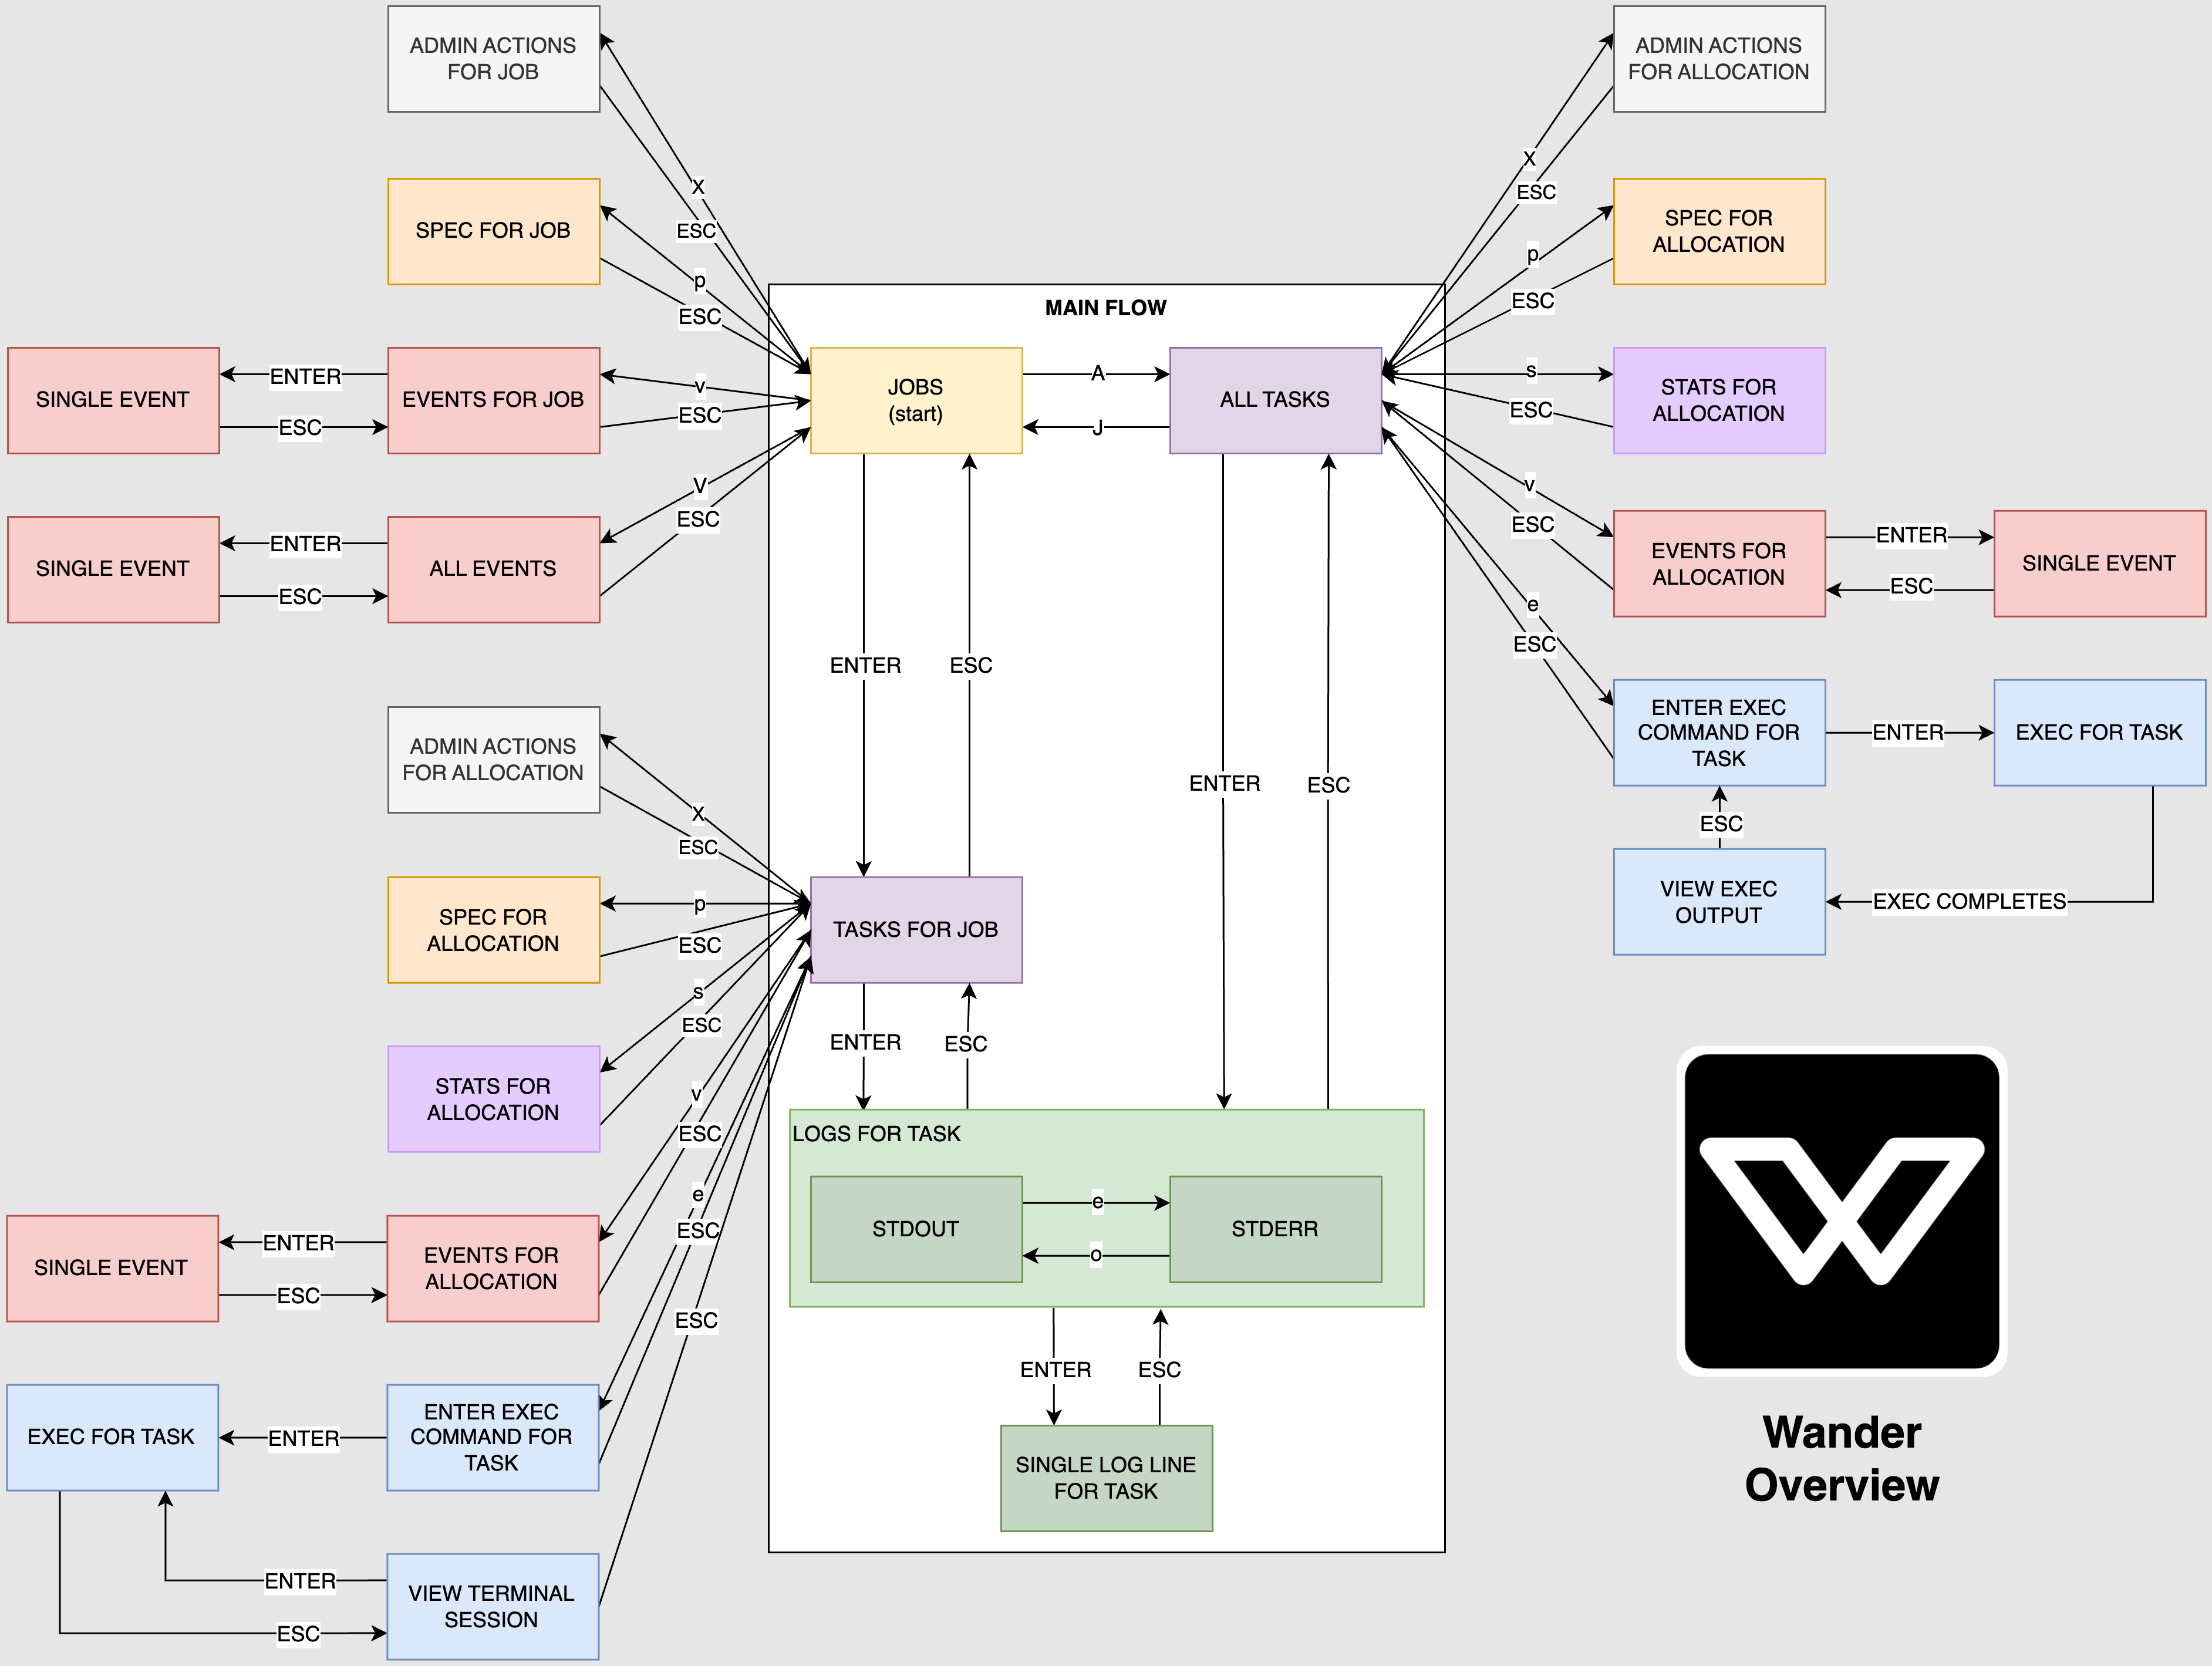 ADMIN ACTIONS
FOR JOB
X
ESC
SPEC FOR JOB
p
ESC
SINGLE EVENT
ENTER
ESC
EVENTS FOR JOB
v
ESC
SINGLE EVENT
ENTER
ESC
ALL EVENTS
V
ESC
MAIN FLOW
JOBS
(start)
A
J
ALL TASKS
ENTER
ESC
ENTER
ESC
ADMIN ACTIONS
FOR ALLOCATION
X
ESC
SPEC FOR
ALLOCATION
p
ESC
STATS FOR
ALLOCATION
s
ESC
EVENTS FOR
ALLOCATION
v
ESC
ENTER
ESC
SINGLE EVENT
e
ESC
ENTER EXEC
COMMAND FOR
TASK
ENTER
EXEC FOR TASK
ESC
VIEW EXEC
OUTPUT
EXEC COMPLETES
ADMIN ACTIONS
FOR ALLOCATION
X
ESC
SPEC FOR
ALLOCATION
p
ESC
TASKS FOR JOB
s
ESC
STATS FOR
ALLOCATION
v
ESC
SINGLE EVENT
ENTER
ESC
EVENTS FOR
ALLOCATION
e
ESC
ESC
EXEC FOR TASK
ENTER
ENTER EXEC
COMMAND FOR
TASK
ENTER
ESC
VIEW TERMINAL
SESSION
ENTER
ESC
LOGS FOR TASK
STDOUT
e
o
STDERR
ENTER
ESC
SINGLE LOG LINE
FOR TASK
W
Wander
Overview